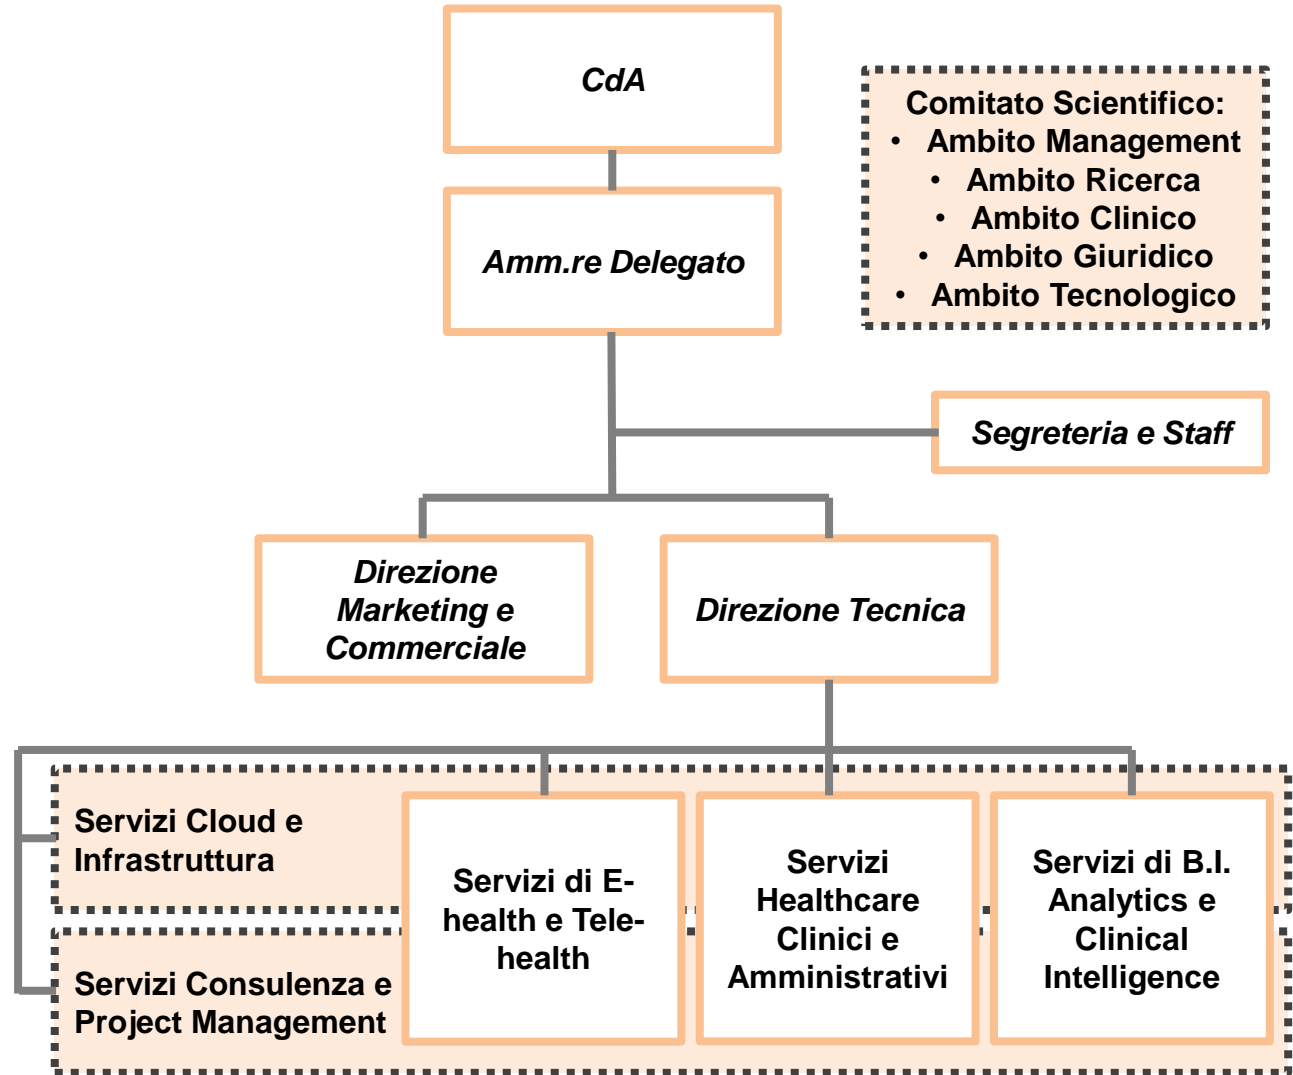 CdA
Comitato Scientifico:
• Ambito Management
• Ambito Ricerca
• Ambito Clinico
• Ambito Giuridico
• Ambito Tecnologico
Amm.re Delegato
Segreteria e Staff
Direzione
Marketing e
Commerciale
Direzione Tecnica
Servizi Cloud e
Infrastruttura
Servizi Consulenza e
Project Management
Servizi di E-
health e Tele-
health
Servizi
Healthcare
Clinici e
Amministrativi
Servizi di B.I.
Analytics e
Clinical
Intelligence